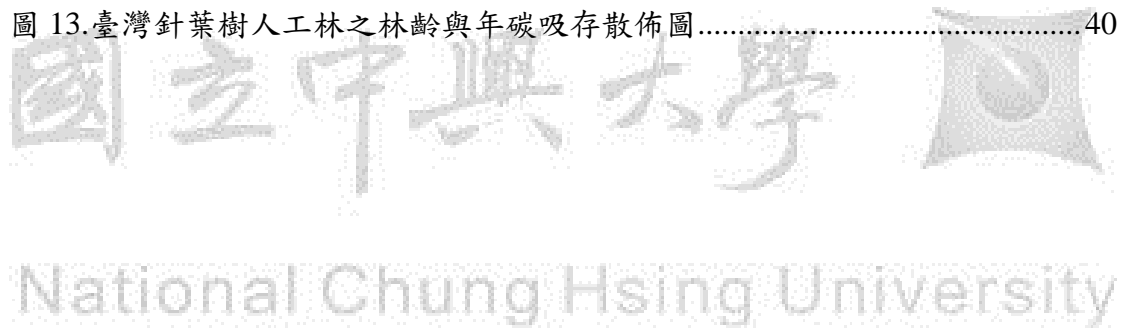 圖 13.臺灣針葉樹人工林之林齡與年碳吸存散佈圖.................................................40
國立中興大學
National Chung Hsing University